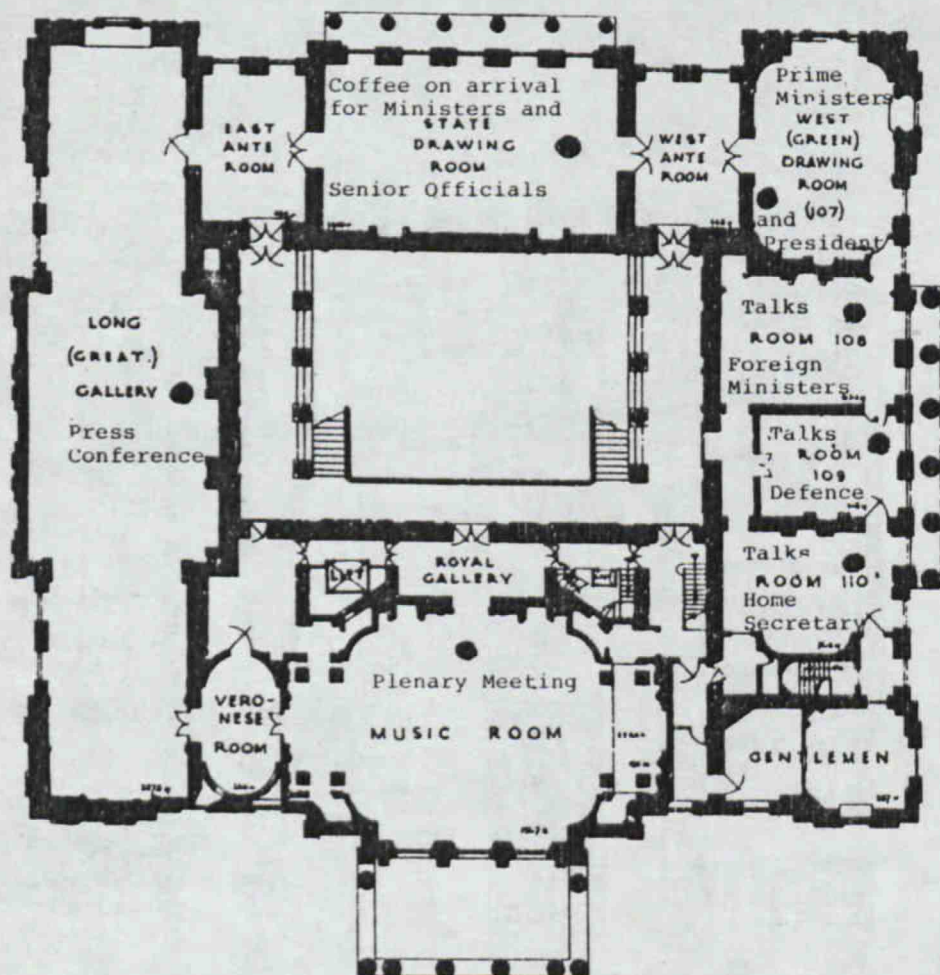 Coffee on arrival
for Ministers and
STATE
DRAWING
ROOM
Senior Officials
EAST
ANTE
ROOM
WEST
ANTE
ROOM
Prime
Ministers
WEST
(GREEN)
DRAWING
ROOM
(107)
and
President
LONG
(GREAT.)
GALLERY
Press
Conference
Talks
ROOM 108
Foreign
Ministers
Talks
ROOM
109
Defence
Talks
ROOM 110
Home
Secretary
LIFT
ROYAL
GALLERY
VERO-
NESE
ROOM
Plenary Meeting
MUSIC ROOM
GENTLEMEN